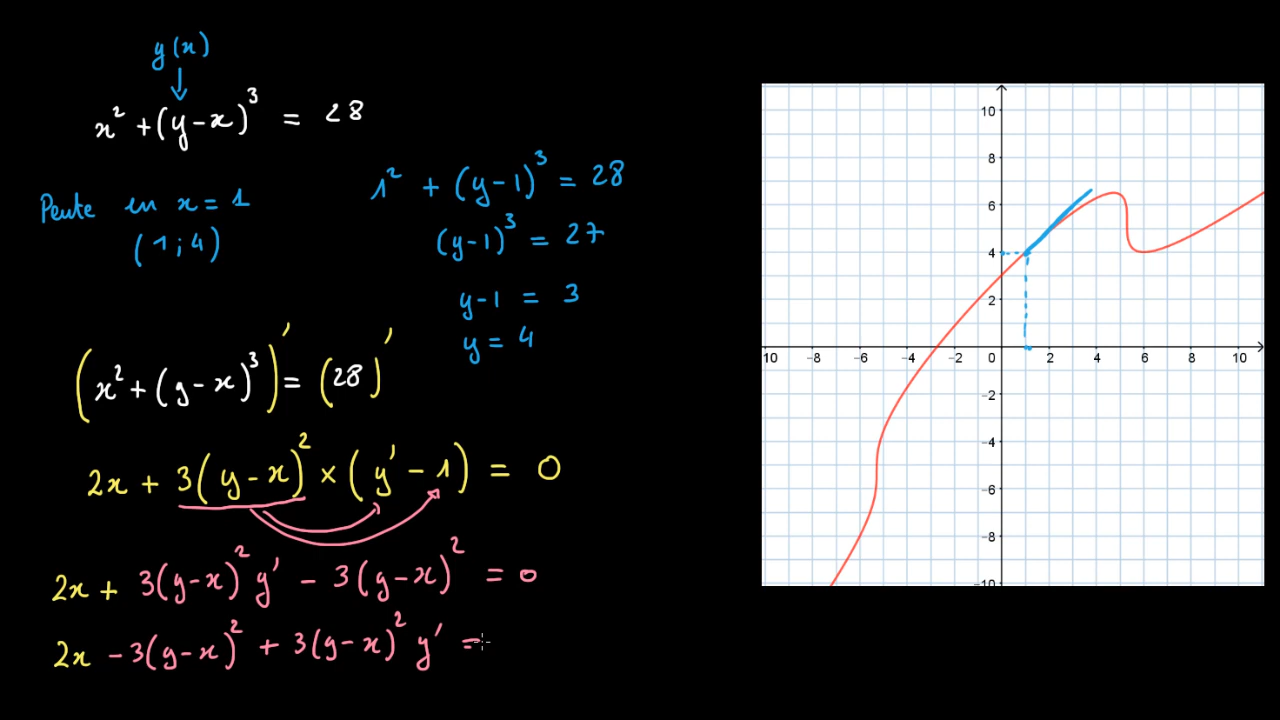 y(x)
↓
x² + (y-x)³ = 28
1² + (y-1)³ = 28
Pente en x = 1
(1;4)
(y-1)³ = 27
y-1 = 3
y = 4
(x² + (y-x)³)' = (28)'
2x + 3(y-x)² × (y' - 1) = 0
2x + 3(y-x)² y' - 3(y-x)² = 0
2x - 3(y-x)² + 3(y-x)² y' =
10
8
6
4
2
10 -8 -6 -4 -2 0 2 4 6 8 10
-2
-4
-6
-8
-10